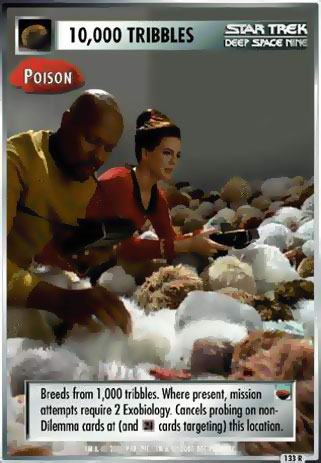 10,000 TRIBBLES
STAR TREK
DEEP SPACE NINE
POISON
Breeds from 1,000 tribbles. Where present, mission
attempts require 2 Exobiology. Cancels probing on non-
Dilemma cards at (and cards targeting) this location.
133 R